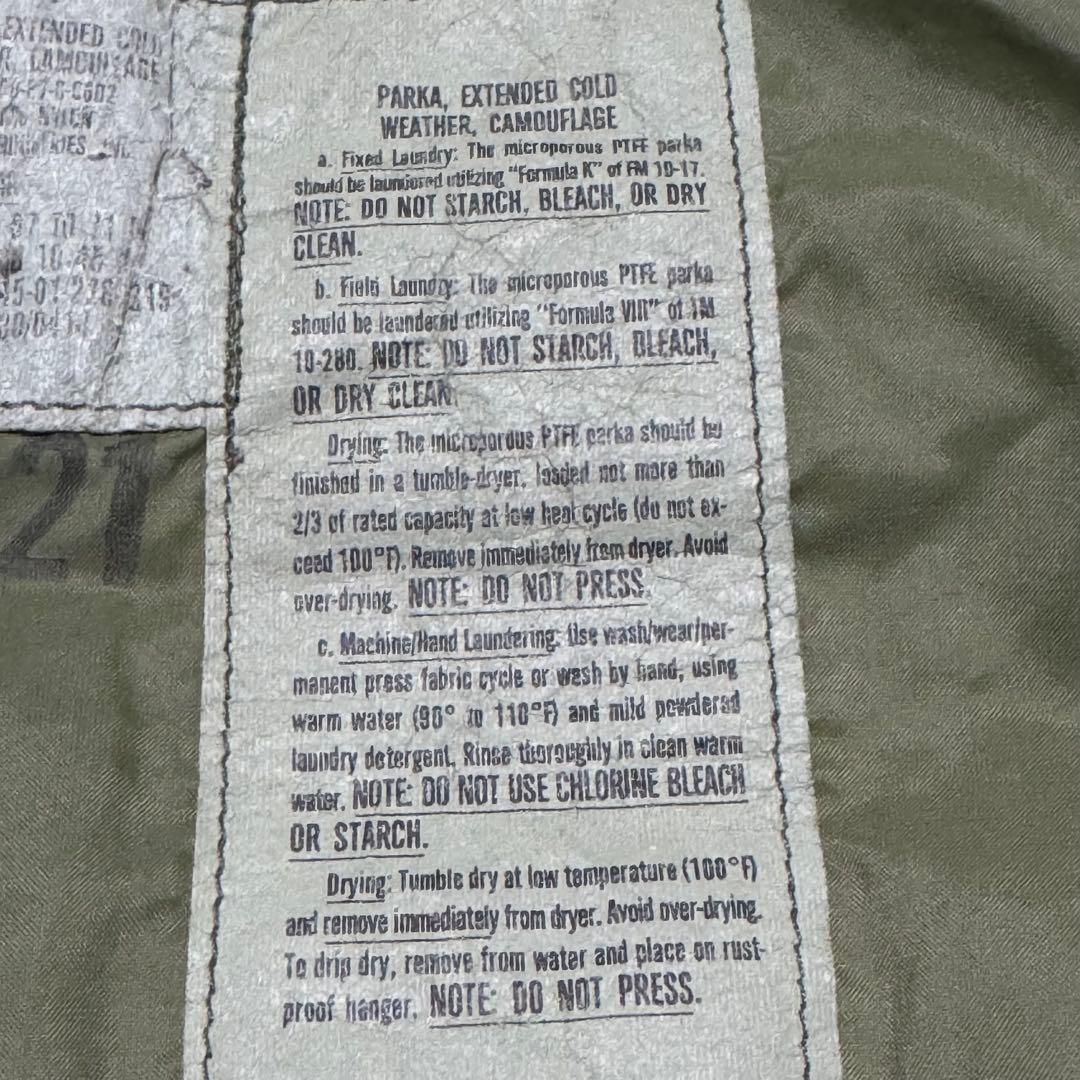 EXTENDED COLD
NYLON
37 TO 41
21
PARKA, EXTENDED COLD
WEATHER, CAMOUFLAGE
a. Fixed Laundry: The microporous PTFE parka
should be laundered utilizing "Formula K" of FM 10-17.
NOTE: DO NOT STARCH, BLEACH, OR DRY
CLEAN.
b. Field Laundry: The microporous PTFE parka
should be laundered utilizing "Formula VIII" of TM
10-280. NOTE: DO NOT STARCH, BLEACH,
OR DRY CLEAN.
Drying: The microporous PTFE parka should be
finished in a tumble-dryer, loaded not more than
2/3 of rated capacity at low heat cycle (do not ex-
ceed 100°F). Remove immediately from dryer. Avoid
over-drying. NOTE: DO NOT PRESS.
c. Machine/Hand Laundering: Use wash/wear/per-
manent press fabric cycle or wash by hand, using
warm water (90° to 110°F) and mild powdered
laundry detergent. Rinse thoroughly in clean warm
water. NOTE: DO NOT USE CHLORINE BLEACH
OR STARCH.
Drying: Tumble dry at low temperature (100°F)
and remove immediately from dryer. Avoid over-drying.
To drip dry, remove from water and place on rust-
proof hanger. NOTE: DO NOT PRESS.